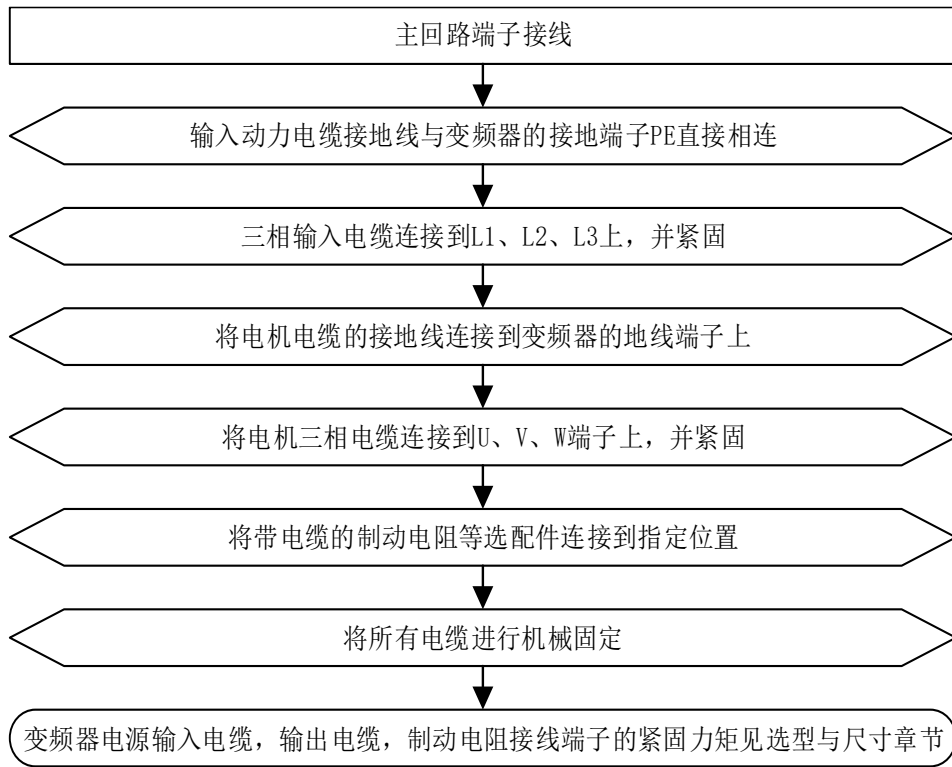 主回路端子接线
输入动力电缆接地线与变频器的接地端子PE直接相连
三相输入电缆连接到L1、L2、L3上，并紧固
将电机电缆的接地线连接到变频器的地线端子上
将电机三相电缆连接到U、V、W端子上，并紧固
将带电缆的制动电阻等选配件连接到指定位置
将所有电缆进行机械固定
变频器电源输入电缆，输出电缆，制动电阻接线端子的紧固力矩见选型与尺寸章节